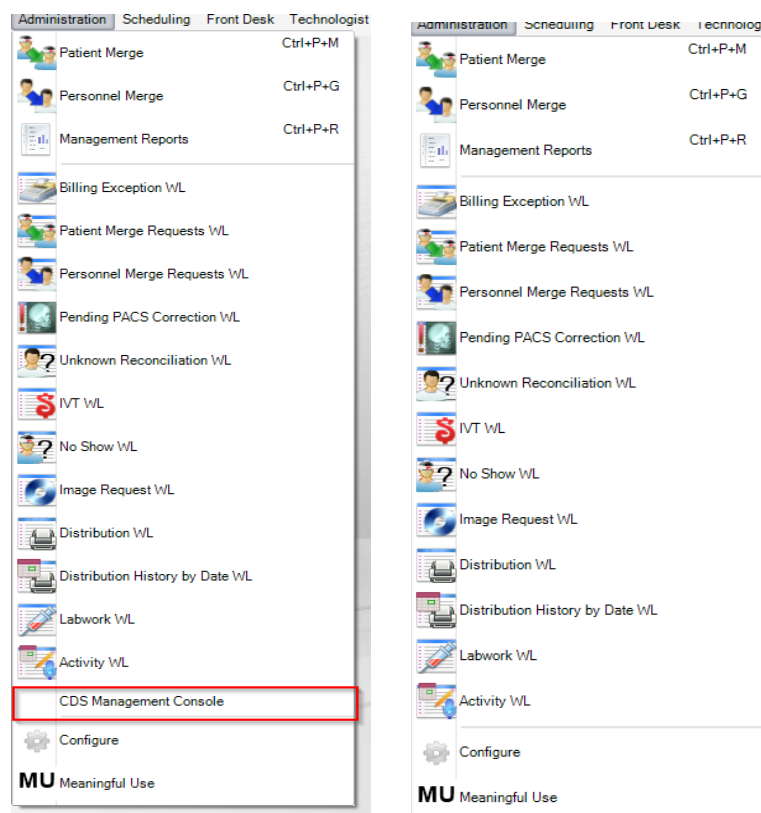 Administration Scheduling Front Desk Technologist
Patient Merge Ctrl+P+M
Personnel Merge Ctrl+P+G
Management Reports Ctrl+P+R
Billing Exception WL
Patient Merge Requests WL
Personnel Merge Requests WL
Pending PACS Correction WL
Unknown Reconciliation WL
IVT WL
No Show WL
Image Request WL
Distribution WL
Distribution History by Date WL
Labwork WL
Activity WL
CDS Management Console
Configure
MU Meaningful Use
Administration Scheduling Front Desk Technolog
Patient Merge Ctrl+P+M
Personnel Merge Ctrl+P+G
Management Reports Ctrl+P+R
Billing Exception WL
Patient Merge Requests WL
Personnel Merge Requests WL
Pending PACS Correction WL
Unknown Reconciliation WL
IVT WL
No Show WL
Image Request WL
Distribution WL
Distribution History by Date WL
Labwork WL
Activity WL
Configure
MU Meaningful Use